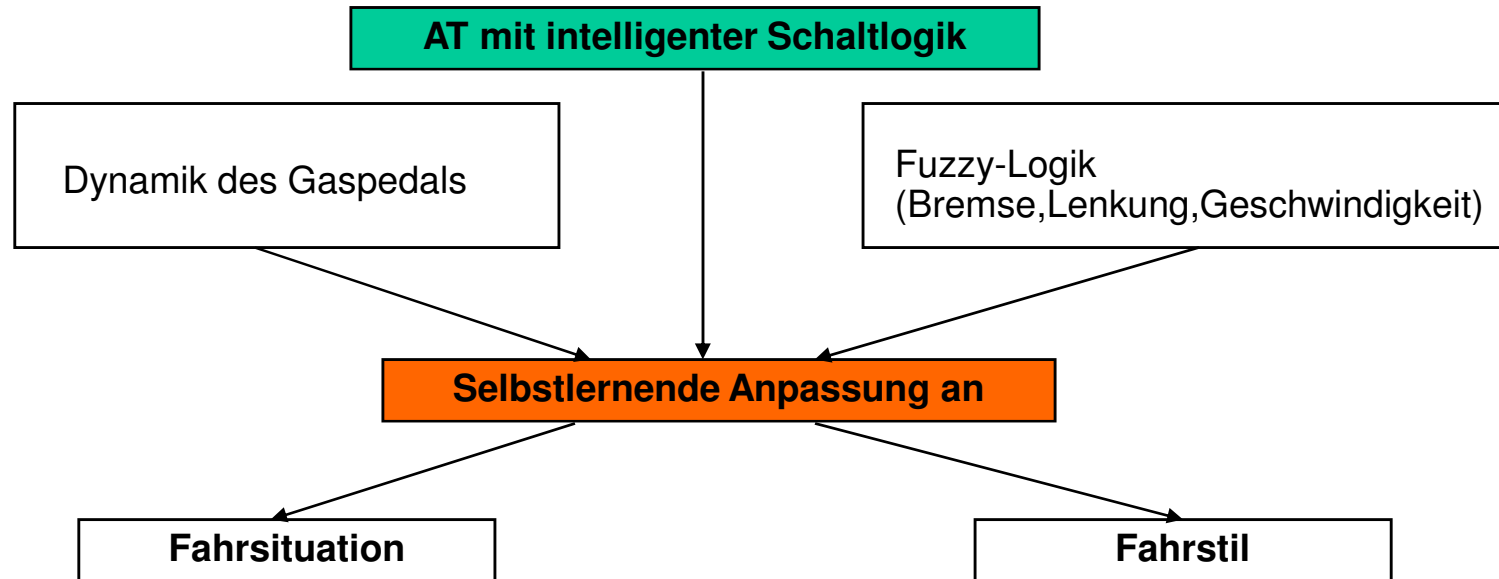 AT mit intelligenter Schaltlogik
Dynamik des Gaspedals
Fuzzy-Logik
(Bremse,Lenkung,Geschwindigkeit)
Selbstlernende Anpassung an
Fahrsituation
Fahrstil